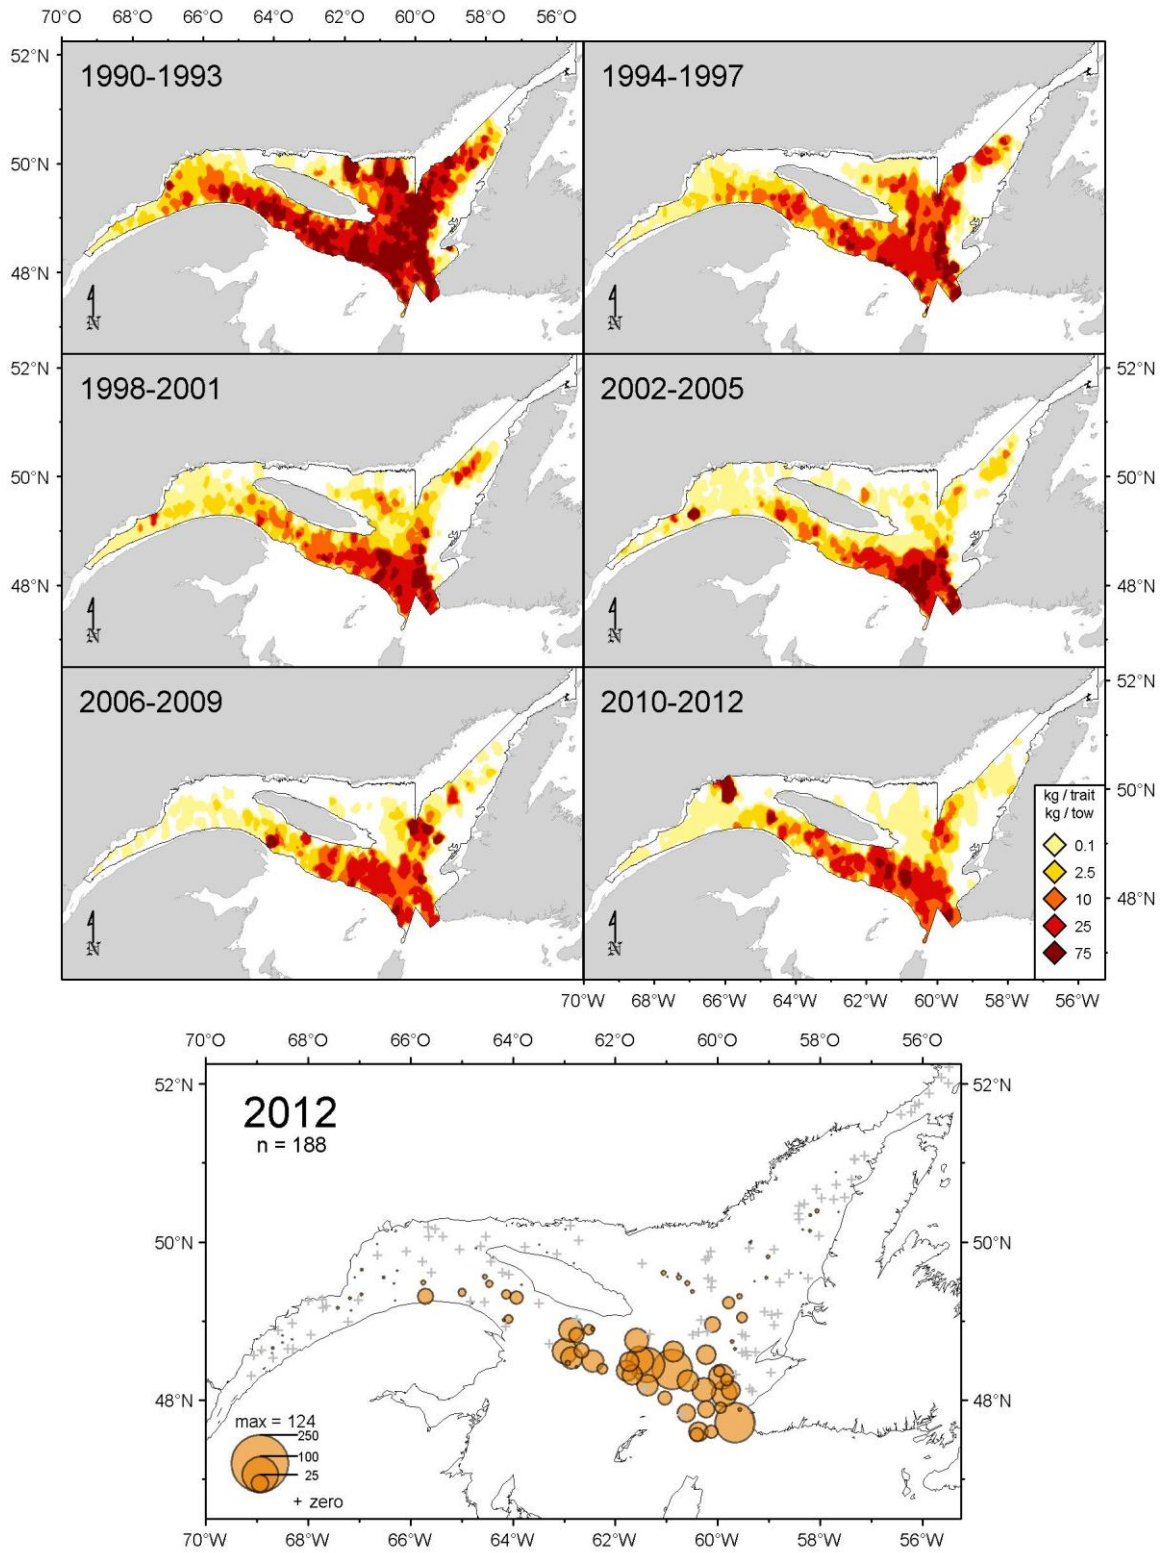 70°O 68°O 66°O 64°O 62°O 60°O 58°O 56°O
52°N
1990-1993
1994-1997
50°N
48°N
N
N
52°N
1998-2001
2002-2005
52°N
50°N
50°N
48°N
48°N
N
N
52°N
2006-2009
2010-2012
52°N
50°N
50°N
kg / trait
kg / tow
0.1
2.5
48°N
10
48°N
25
75
N
N
70°W 68°W 66°W 64°W 62°W 60°W 58°W 56°W
70°O 68°O 66°O 64°O 62°O 60°O 58°O 56°O
52°N
52°N
2012
n = 188
50°N
50°N
48°N
48°N
max = 124
250
100
25
+ zero
70°W 68°W 66°W 64°W 62°W 60°W 58°W 56°W